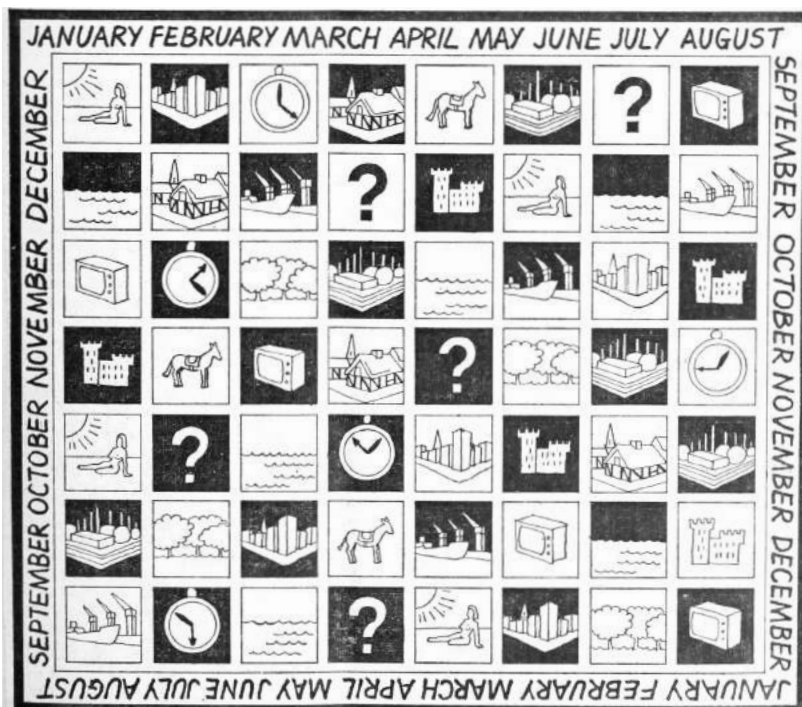 JANUARY FEBRUARY MARCH APRIL MAY JUNE JULY AUGUST
SEPTEMBER OCTOBER NOVEMBER DECEMBER
SEPTEMBER OCTOBER NOVEMBER DECEMBER
?
?
?
?
?
JANUARY FEBRUARY MARCH APRIL MAY JUNE JULY AUGUST